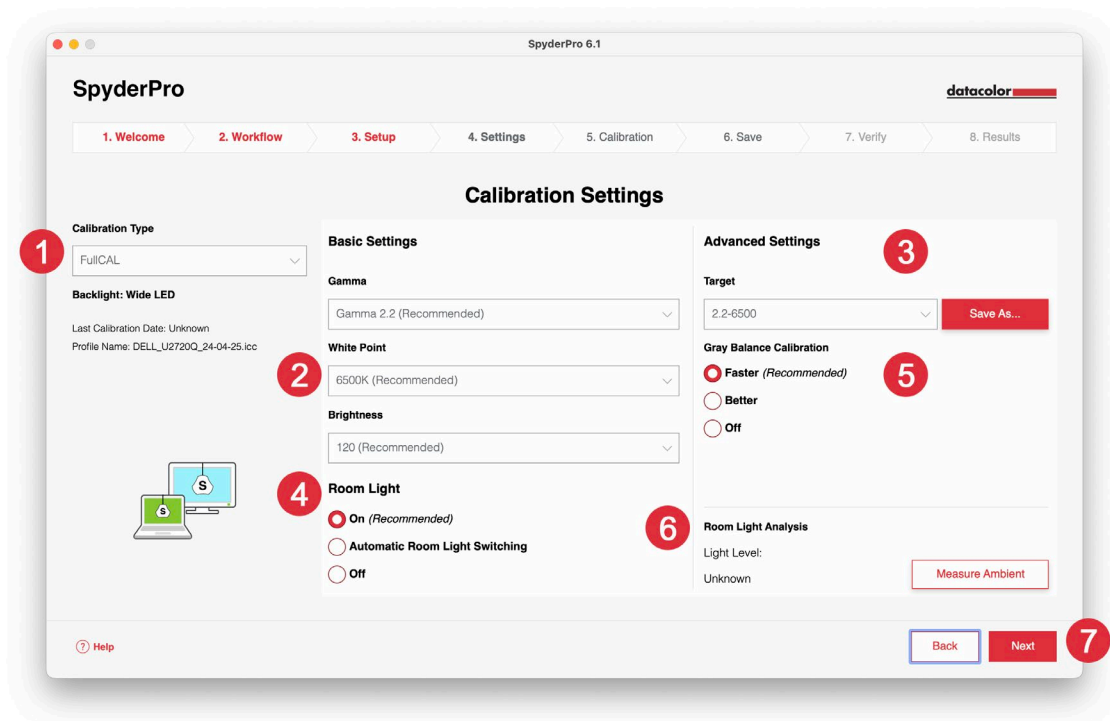 SpyderPro 6.1
SpyderPro
datacolor
1. Welcome
2. Workflow
3. Setup
4. Settings
5. Calibration
6. Save
7. Verify
8. Results
Calibration Settings
1
Calibration Type
FullCAL
Backlight: Wide LED
Last Calibration Date: Unknown
Profile Name: DELL_U2720Q_24-04-25.icc
S
S
Basic Settings
Gamma
Gamma 2.2 (Recommended)
White Point
2
6500K (Recommended)
Brightness
120 (Recommended)
4
Room Light
On (Recommended)
Automatic Room Light Switching
Off
Advanced Settings
3
Target
2.2-6500
Save As...
Gray Balance Calibration
Faster (Recommended)
5
Better
Off
6
Room Light Analysis
Light Level:
Unknown
Measure Ambient
? Help
Back
Next
7